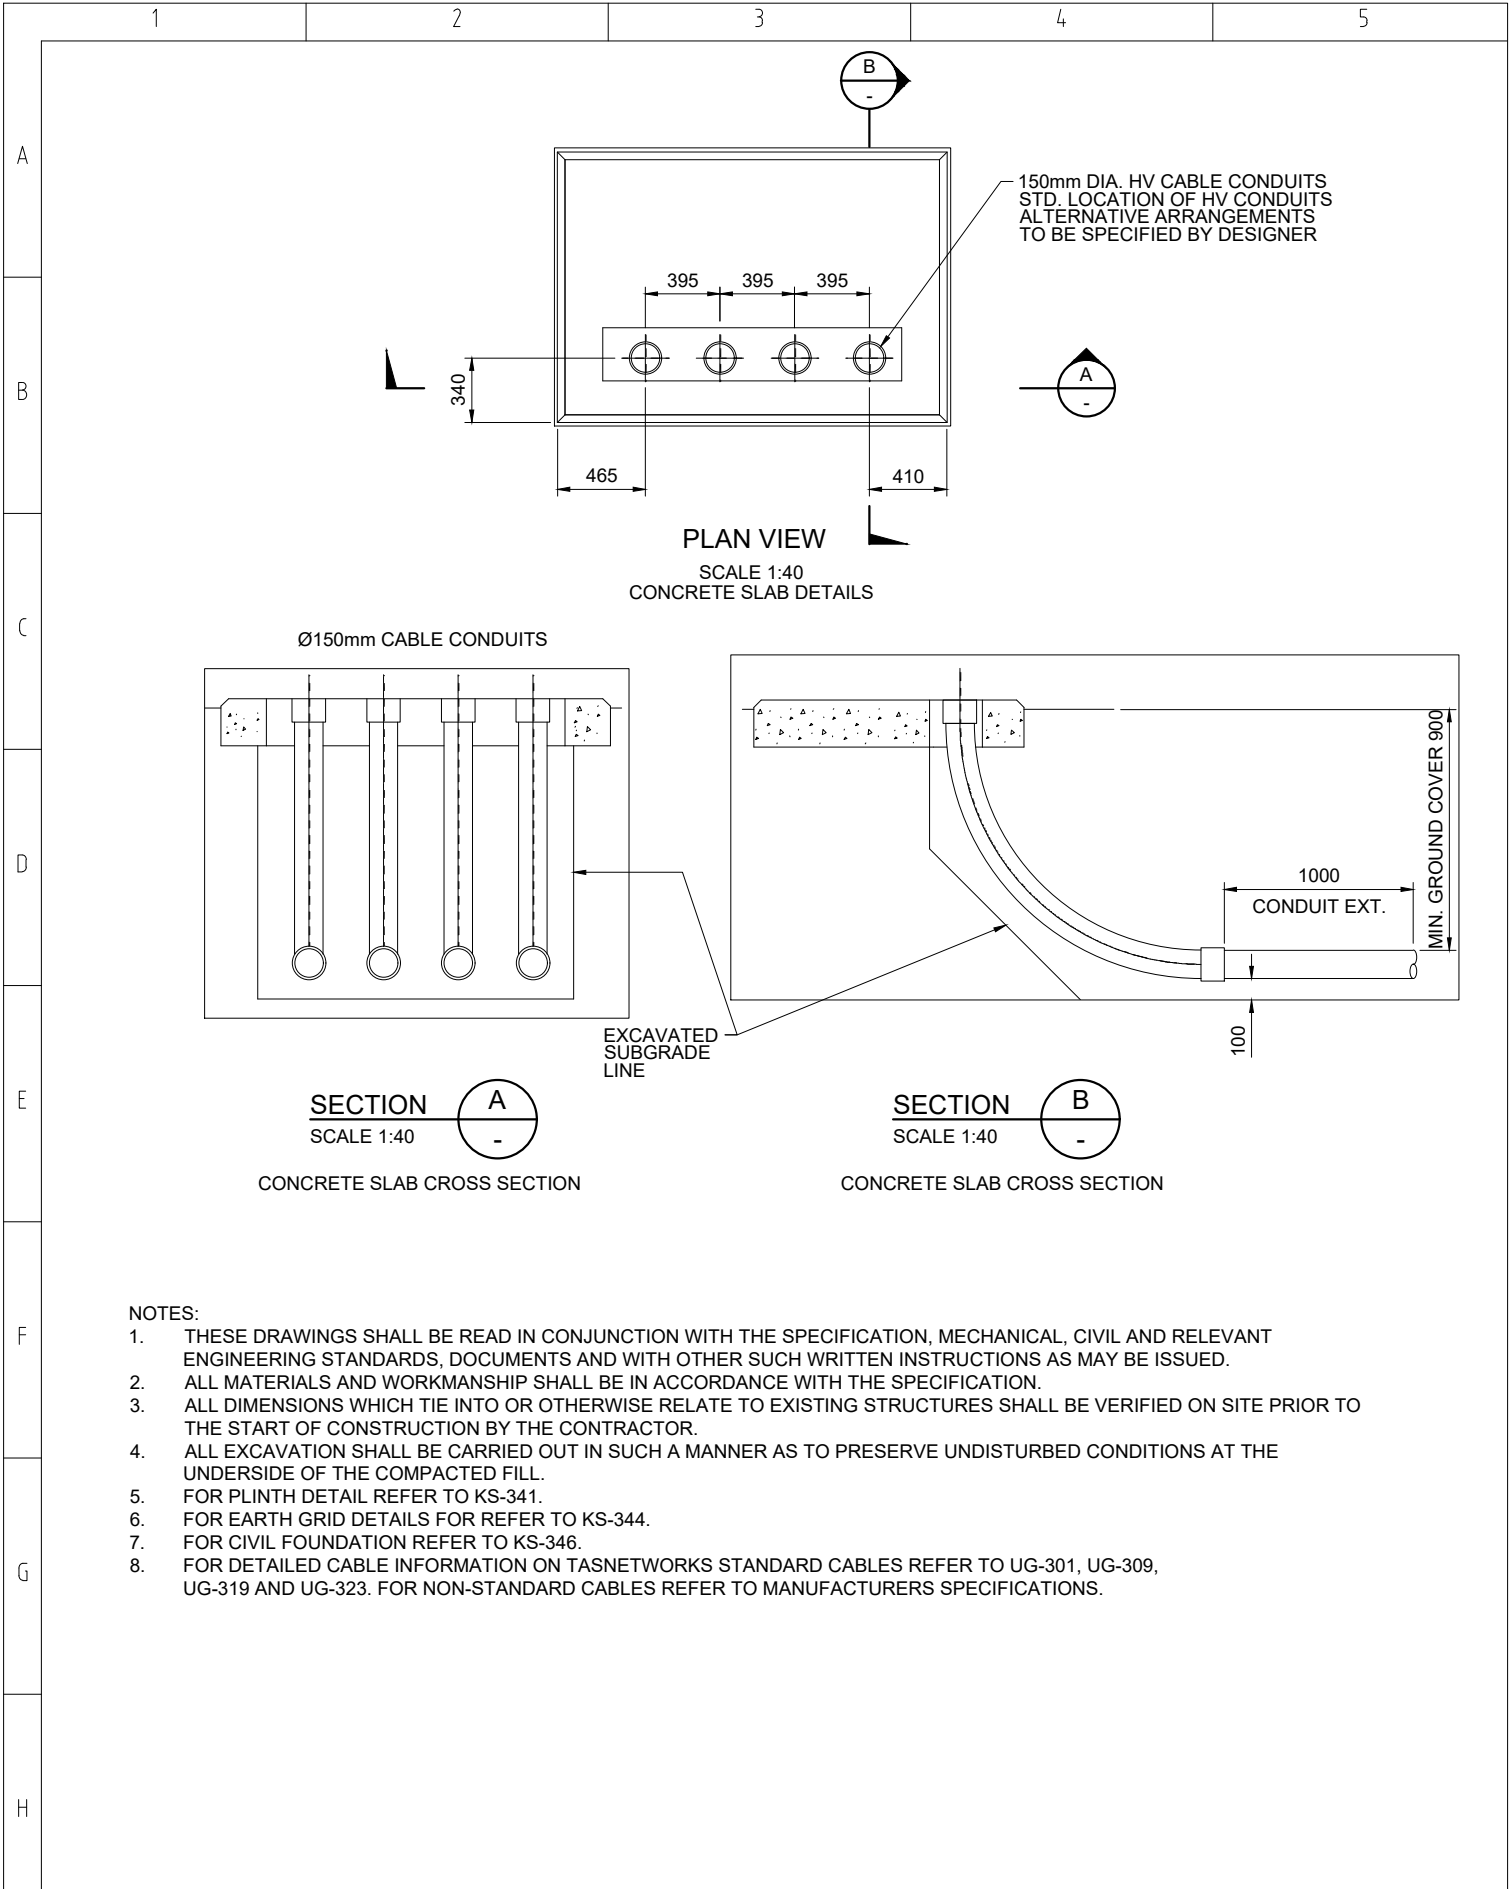 1 2 3 4 5
A
B
C
D
E
F
G
H
B
-
150mm DIA. HV CABLE CONDUITS
STD. LOCATION OF HV CONDUITS
ALTERNATIVE ARRANGEMENTS
TO BE SPECIFIED BY DESIGNER
395 395 395
340
A
-
465 410
PLAN VIEW
SCALE 1:40
CONCRETE SLAB DETAILS
Ø150mm CABLE CONDUITS
MIN. GROUND COVER 900
1000
CONDUIT EXT.
100
EXCAVATED
SUBGRADE
LINE
SECTION A
SCALE 1:40 -
CONCRETE SLAB CROSS SECTION
SECTION B
SCALE 1:40 -
CONCRETE SLAB CROSS SECTION
NOTES:
1. THESE DRAWINGS SHALL BE READ IN CONJUNCTION WITH THE SPECIFICATION, MECHANICAL, CIVIL AND RELEVANT
ENGINEERING STANDARDS, DOCUMENTS AND WITH OTHER SUCH WRITTEN INSTRUCTIONS AS MAY BE ISSUED.
2. ALL MATERIALS AND WORKMANSHIP SHALL BE IN ACCORDANCE WITH THE SPECIFICATION.
3. ALL DIMENSIONS WHICH TIE INTO OR OTHERWISE RELATE TO EXISTING STRUCTURES SHALL BE VERIFIED ON SITE PRIOR TO
THE START OF CONSTRUCTION BY THE CONTRACTOR.
4. ALL EXCAVATION SHALL BE CARRIED OUT IN SUCH A MANNER AS TO PRESERVE UNDISTURBED CONDITIONS AT THE
UNDERSIDE OF THE COMPACTED FILL.
5. FOR PLINTH DETAIL REFER TO KS-341.
6. FOR EARTH GRID DETAILS FOR REFER TO KS-344.
7. FOR CIVIL FOUNDATION REFER TO KS-346.
8. FOR DETAILED CABLE INFORMATION ON TASNETWORKS STANDARD CABLES REFER TO UG-301, UG-309,
UG-319 AND UG-323. FOR NON-STANDARD CABLES REFER TO MANUFACTURERS SPECIFICATIONS.